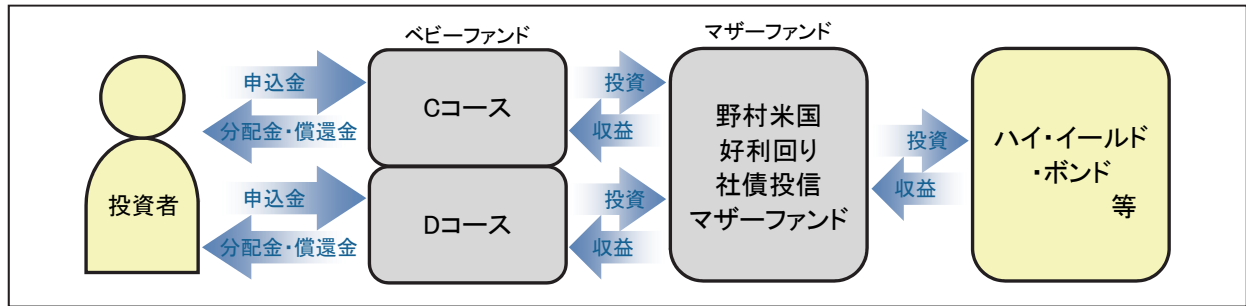 ベビーファンド
マザーファンド
投資者
申込金
分配金・償還金
申込金
分配金・償還金
Cコース
Dコース
投資
収益
投資
収益
野村米国
好利回り
社債投信
マザーファンド
投資
収益
ハイ・イールド
・ボンド
等